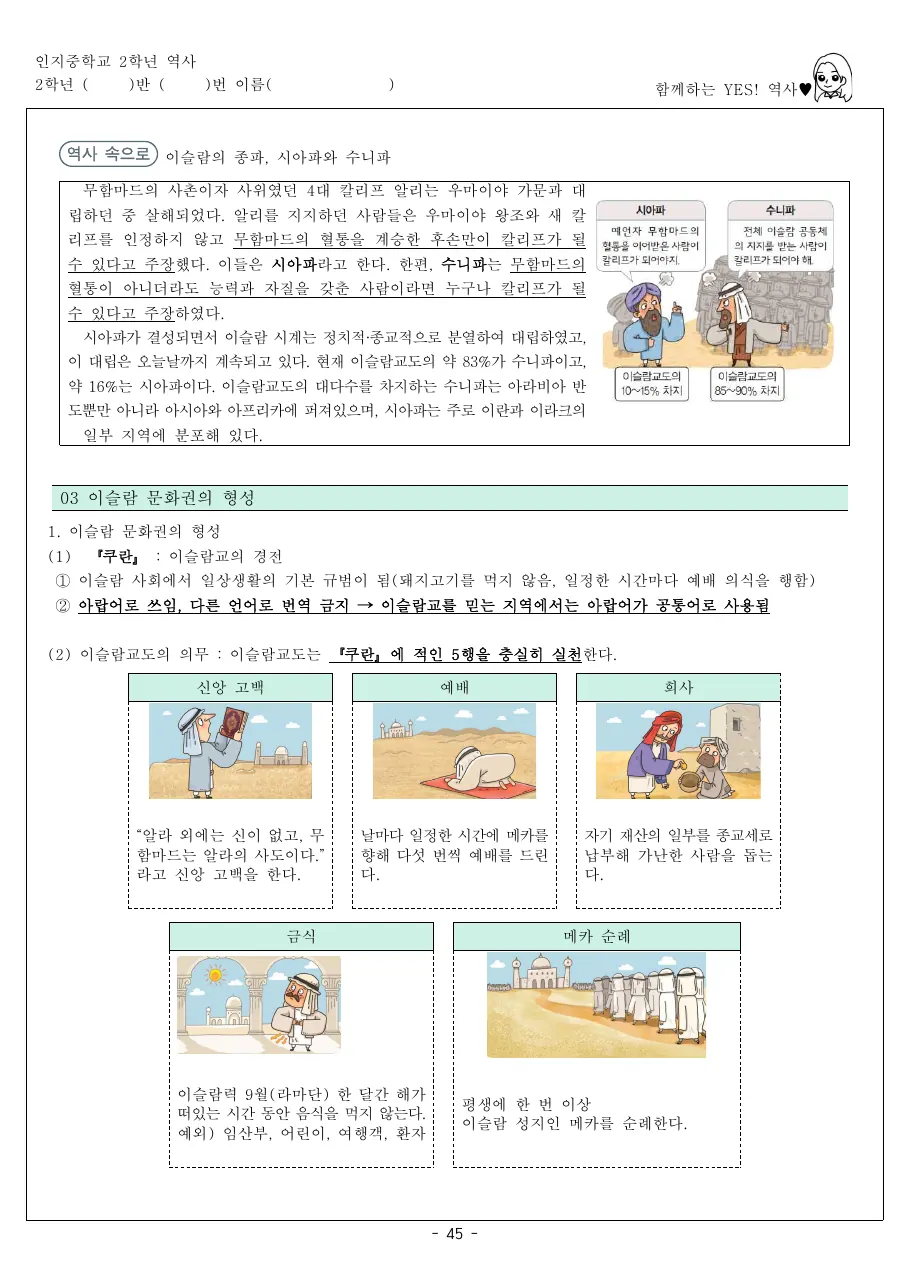 인지중학교 2학년 역사
2학년 ( )반 ( )번 이름( )
함께하는 YES! 역사♥
역사 속으로 이슬람의 종파, 시아파와 수니파
무함마드의 사촌이자 사위였던 4대 칼리프 알리는 우마이야 가문과 대
립하던 중 살해되었다. 알리를 지지하던 사람들은 우마이야 왕조와 새 칼
리프를 인정하지 않고 무함마드의 혈통을 계승한 후손만이 칼리프가 될
수 있다고 주장했다. 이들은 시아파라고 한다. 한편, 수니파는 무함마드의
혈통이 아니더라도 능력과 자질을 갖춘 사람이라면 누구나 칼리프가 될
수 있다고 주장하였다.
시아파가 결성되면서 이슬람 시계는 정치적·종교적으로 분열하여 대립하였고,
이 대립은 오늘날까지 계속되고 있다. 현재 이슬람교도의 약 83%가 수니파이고,
약 16%는 시아파이다. 이슬람교도의 대다수를 차지하는 수니파는 아라비아 반
도뿐만 아니라 아시아와 아프리카에 퍼져있으며, 시아파는 주로 이란과 이라크의
일부 지역에 분포해 있다.
시아파
예언자 무함마드의
혈통을 이어받은 사람이
칼리프가 되어야지.
수니파
전체 이슬람 공동체
의 지지를 받는 사람이
칼리프가 되어야 해.
이슬람교도의
10~15% 차지
이슬람교도의
85~90% 차지
03 이슬람 문화권의 형성
1. 이슬람 문화권의 형성
(1) 『쿠란』 : 이슬람교의 경전
① 이슬람 사회에서 일상생활의 기본 규범이 됨(돼지고기를 먹지 않음, 일정한 시간마다 예배 의식을 행함)
② 아랍어로 쓰임, 다른 언어로 번역 금지 → 이슬람교를 믿는 지역에서는 아랍어가 공통어로 사용됨
(2) 이슬람교도의 의무 : 이슬람교도는 『쿠란』에 적인 5행을 충실히 실천한다.
신앙 고백
“알라 외에는 신이 없고, 무
함마드는 알라의 사도이다.”
라고 신앙 고백을 한다.
예배
날마다 일정한 시간에 메카를
향해 다섯 번씩 예배를 드린
다.
희사
자기 재산의 일부를 종교세로
납부해 가난한 사람을 돕는
다.
금식
이슬람력 9월(라마단) 한 달간 해가
떠있는 시간 동안 음식을 먹지 않는다.
예외) 임산부, 어린이, 여행객, 환자
메카 순례
평생에 한 번 이상
이슬람 성지인 메카를 순례한다.
- 45 -